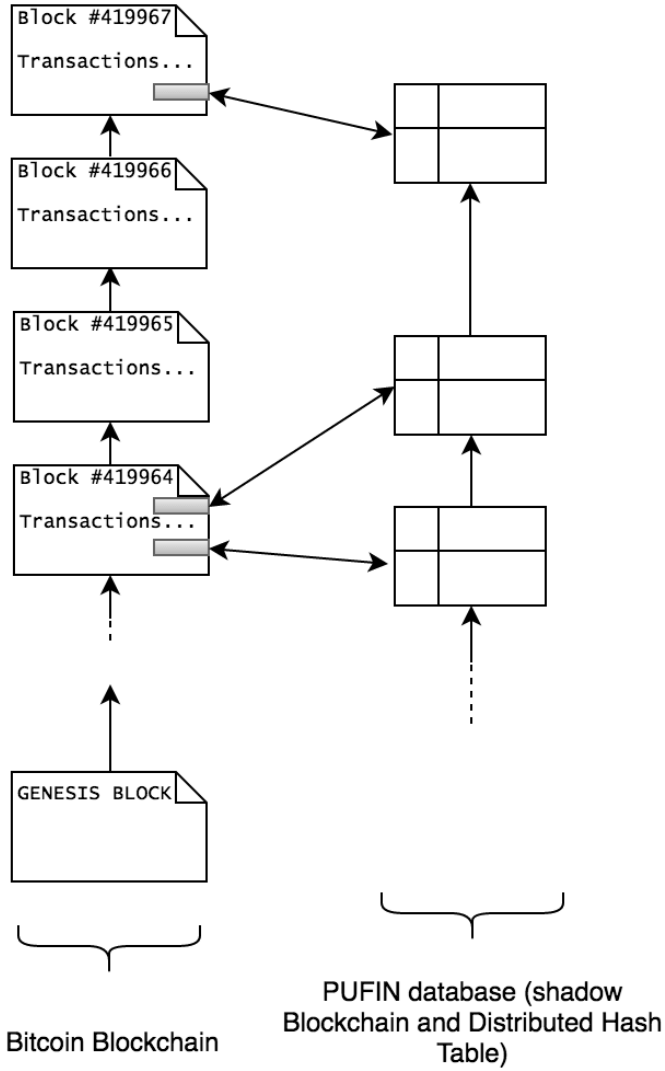 Block #419967
Transactions...
Block #419966
Transactions...
Block #419965
Transactions...
Block #419964
Transactions...
GENESIS BLOCK
Bitcoin Blockchain
PUFIN database (shadow
Blockchain and Distributed Hash
Table)